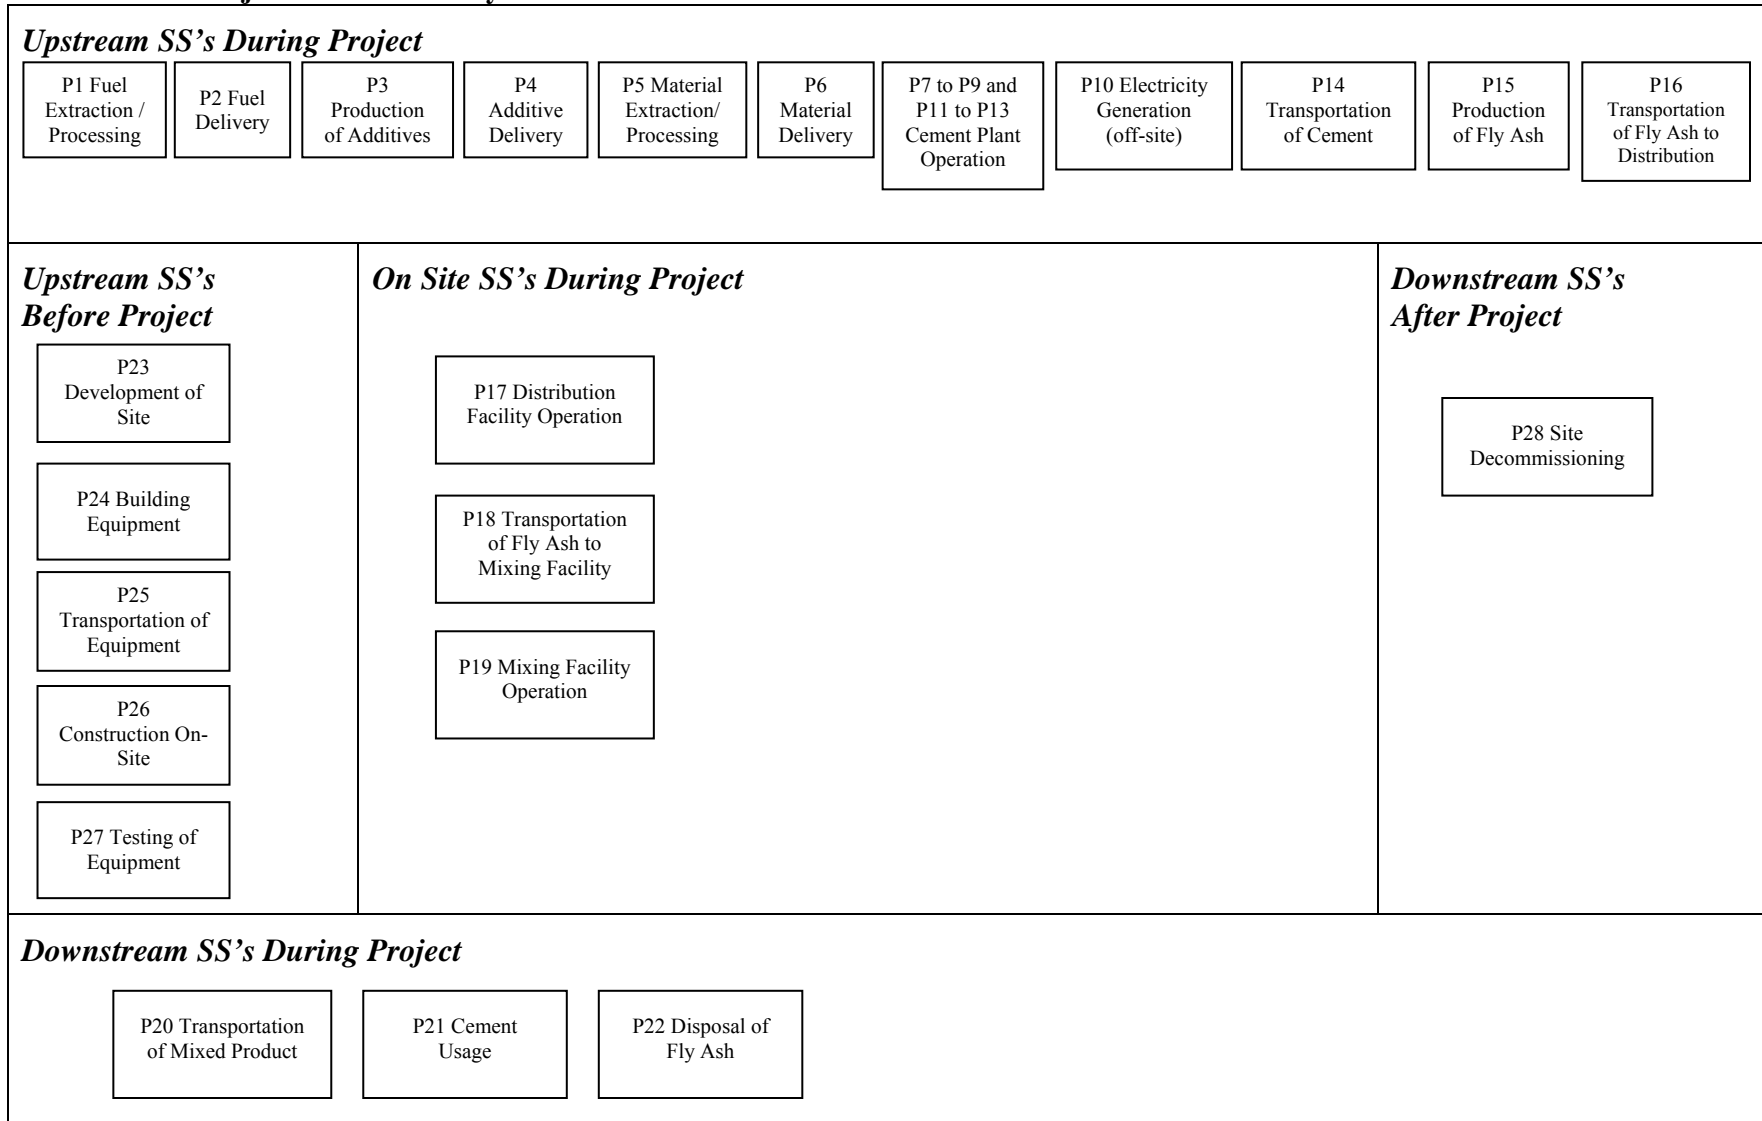 Upstream SS’s During Project
P1 Fuel
Extraction /
Processing
P2 Fuel
Delivery
P3
Production
of Additives
P4
Additive
Delivery
P5 Material
Extraction/
Processing
P6
Material
Delivery
P7 to P9 and
P11 to P13
Cement Plant
Operation
P10 Electricity
Generation
(off-site)
P14
Transportation
of Cement
P15
Production
of Fly Ash
P16
Transportation
of Fly Ash to
Distribution
Upstream SS’s
Before Project
P23
Development of
Site
P24 Building
Equipment
P25
Transportation of
Equipment
P26
Construction On-
Site
P27 Testing of
Equipment
On Site SS’s During Project
P17 Distribution
Facility Operation
P18 Transportation
of Fly Ash to
Mixing Facility
P19 Mixing Facility
Operation
Downstream SS’s
After Project
P28 Site
Decommissioning
Downstream SS’s During Project
P20 Transportation
of Mixed Product
P21 Cement
Usage
P22 Disposal of
Fly Ash